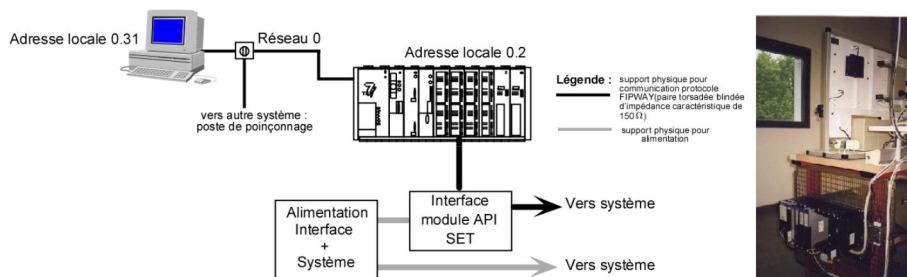 Adresse locale 0.31
Réseau 0
Adresse locale 0.2
vers autre système :
poste de poinçonnage
Légende :
support physique pour
communication protocole
FIPWAY(paire torsadée blindée
d'impédance caractéristique de
150 Ω)
support physique pour
alimentation
Interface
module API
SET
Vers système
Alimentation
Interface
+
Système
Vers système